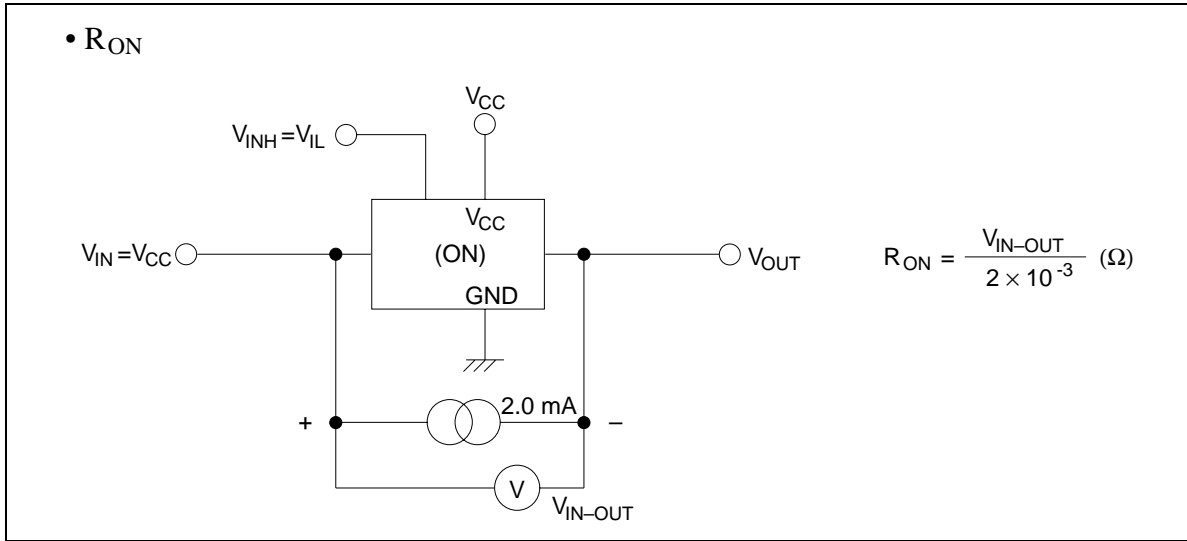 • R_ON
V_CC
V_INH=V_IL
V_CC
V_IN=V_CC
(ON)
V_OUT
R_ON = V_IN–OUT / 2 × 10^-3 (Ω)
GND
2.0 mA
+
–
V
V_IN–OUT